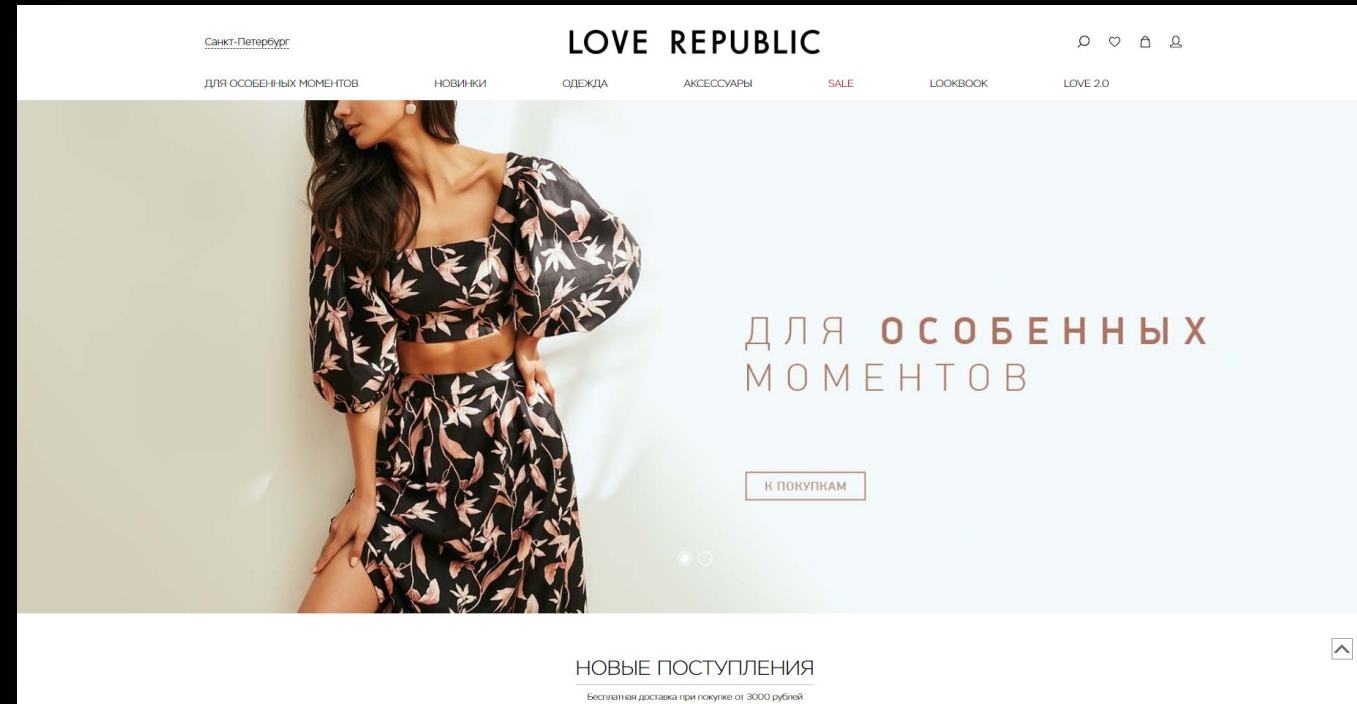 Санкт-Петербург
LOVE REPUBLIC
ДЛЯ ОСОБЕННЫХ МОМЕНТОВ НОВИНКИ ОДЕЖДА АКСЕССУАРЫ SALE LOOKBOOK LOVE 2.0
ДЛЯ ОСОБЕННЫХ
МОМЕНТОВ
К ПОКУПКАМ
НОВЫЕ ПОСТУПЛЕНИЯ
Бесплатная доставка при покупке от 3000 рублей